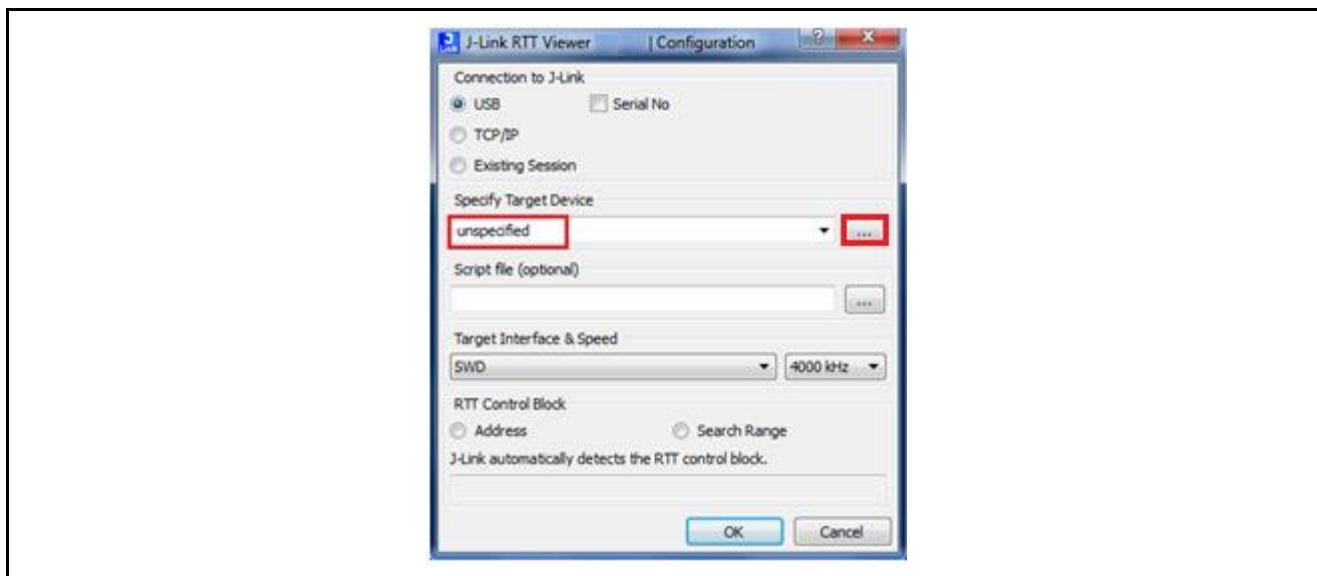 J-Link RTT Viewer | Configuration
Connection to J-Link
USB Serial No
TCP/IP
Existing Session
Specify Target Device
unspecified ...
Script file (optional)
...
Target Interface & Speed
SWD 4000 kHz
RTT Control Block
Address Search Range
J-Link automatically detects the RTT control block.
OK Cancel